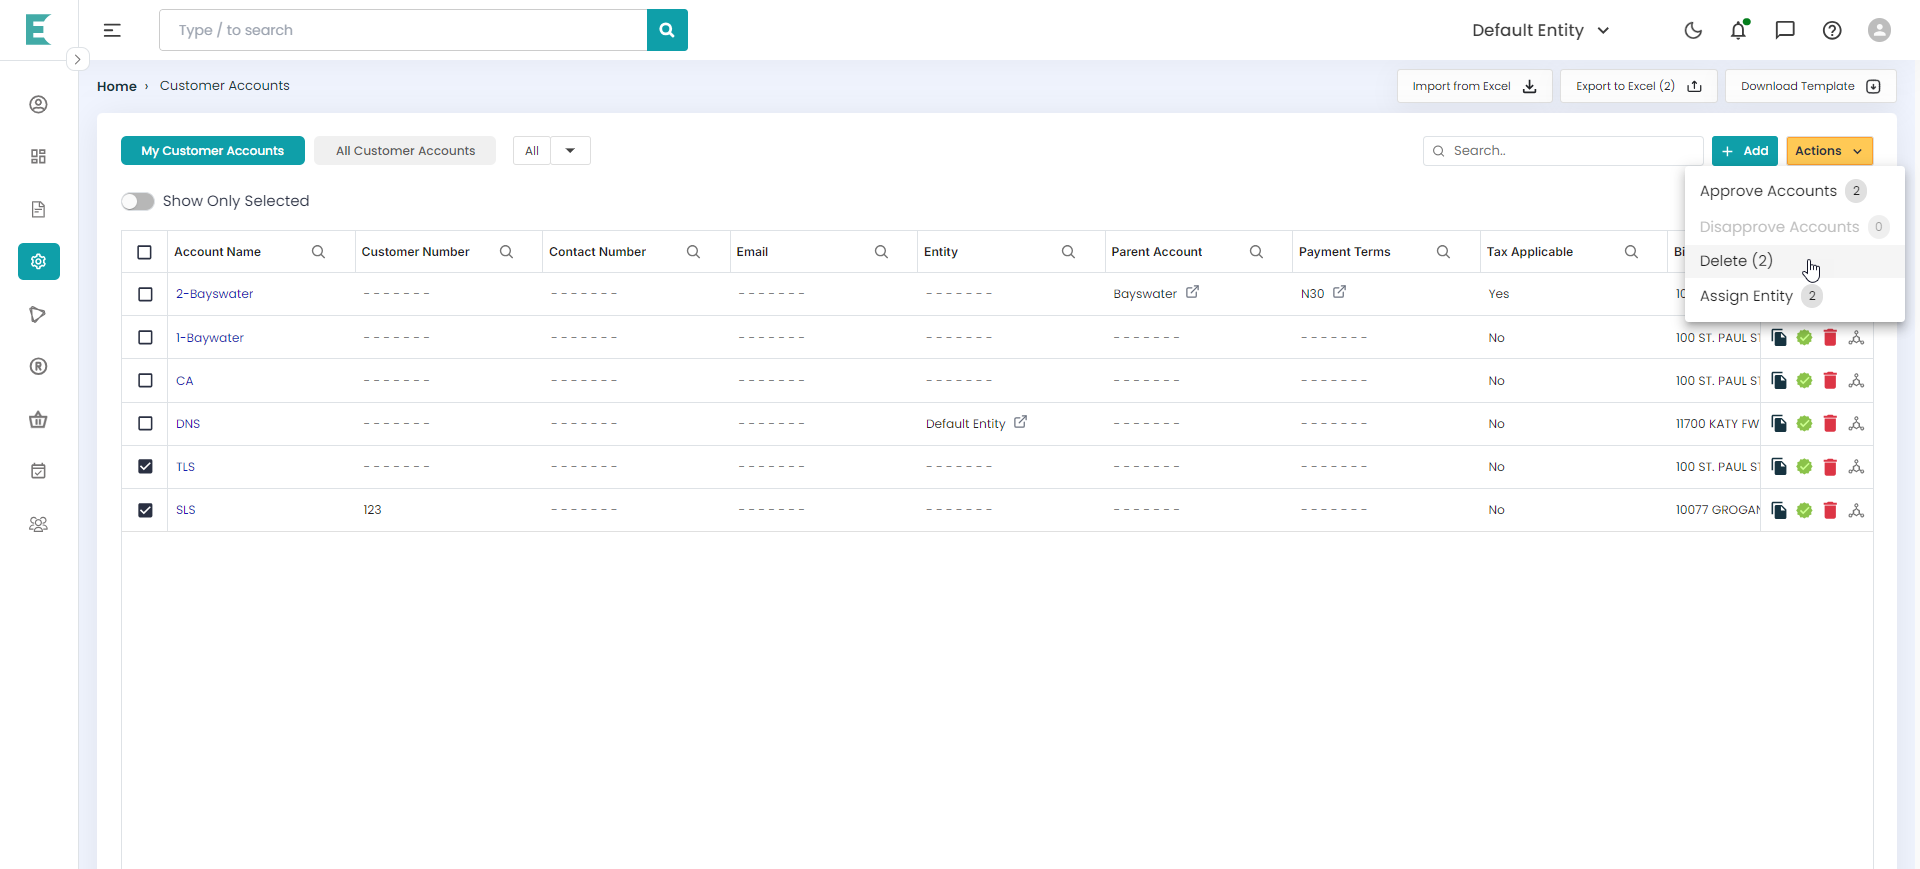 Type / to search
Default Entity
Home › Customer Accounts
Import from Excel
Export to Excel (2)
Download Template
My Customer Accounts
All Customer Accounts
All
Search..
+ Add
Actions
Approve Accounts 2
Disapprove Accounts 0
Delete (2)
Assign Entity 2
Show Only Selected
Account Name Customer Number Contact Number Email Entity Parent Account Payment Terms Tax Applicable Bi
2-Bayswater ------- ------- ------- ------- Bayswater N30 Yes 10
1-Baywater ------- ------- ------- ------- ------- ------- No 100 ST. PAUL ST
CA ------- ------- ------- ------- ------- ------- No 100 ST. PAUL ST
DNS ------- ------- ------- Default Entity ------- ------- No 11700 KATY FW
TLS ------- ------- ------- ------- ------- ------- No 100 ST. PAUL ST
SLS 123 ------- ------- ------- ------- ------- No 10077 GROGAN